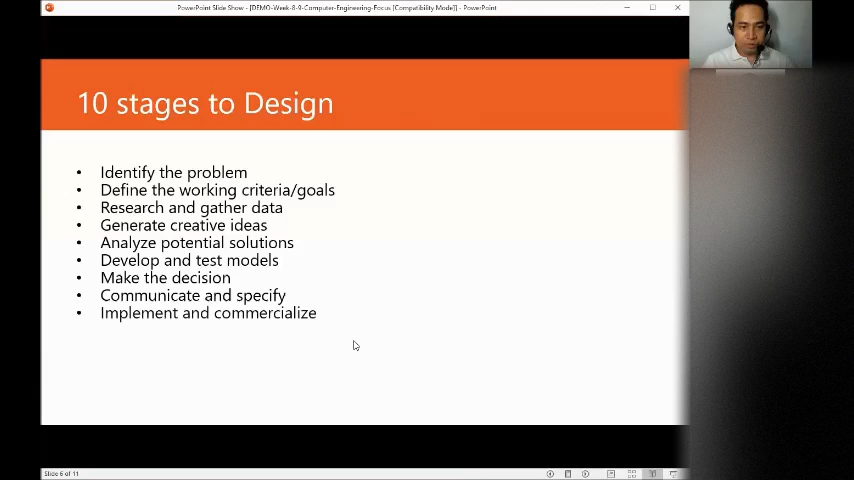 PowerPoint Slide Show - [DEMO-Week-8-9-Computer-Engineering-Focus [Compatibility Mode]] - PowerPoint
10 stages to Design
• Identify the problem
• Define the working criteria/goals
• Research and gather data
• Generate creative ideas
• Analyze potential solutions
• Develop and test models
• Make the decision
• Communicate and specify
• Implement and commercialize
Slide 6 of 11